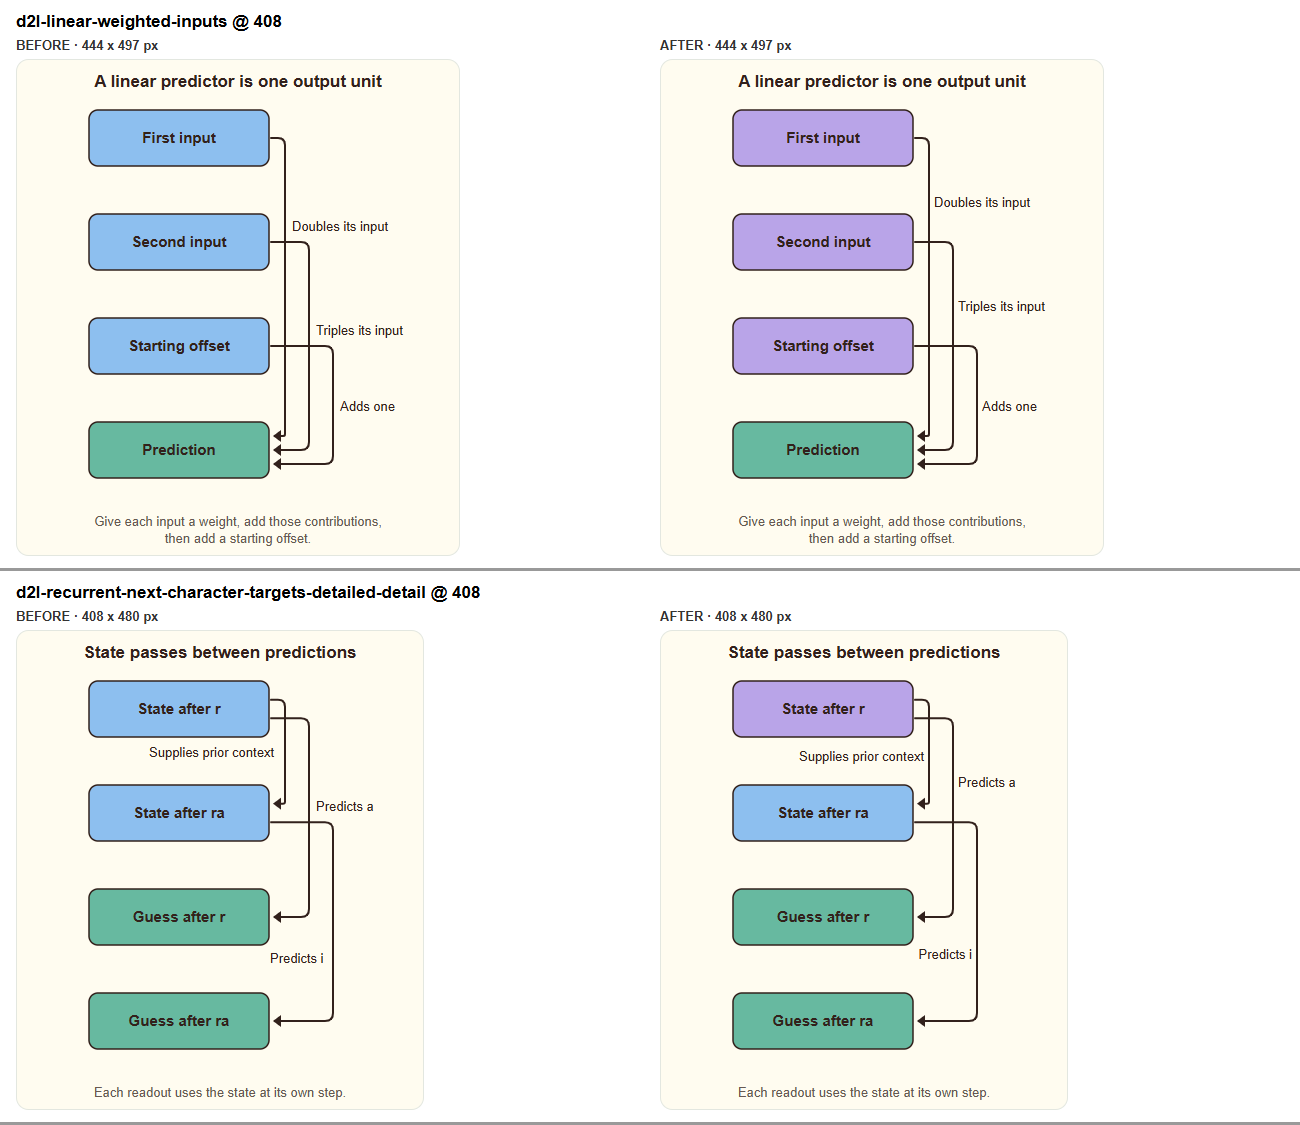 d2l-linear-weighted-inputs @ 408
BEFORE · 444 x 497 px
A linear predictor is one output unit
First input
Doubles its input
Second input
Triples its input
Starting offset
Adds one
Prediction
Give each input a weight, add those contributions,
then add a starting offset.
AFTER · 444 x 497 px
A linear predictor is one output unit
First input
Doubles its input
Second input
Triples its input
Starting offset
Adds one
Prediction
Give each input a weight, add those contributions,
then add a starting offset.
d2l-recurrent-next-character-targets-detailed-detail @ 408
BEFORE · 408 x 480 px
State passes between predictions
State after r
Supplies prior context
Predicts a
State after ra
Guess after r
Predicts i
Guess after ra
Each readout uses the state at its own step.
AFTER · 408 x 480 px
State passes between predictions
State after r
Supplies prior context
Predicts a
State after ra
Guess after r
Predicts i
Guess after ra
Each readout uses the state at its own step.